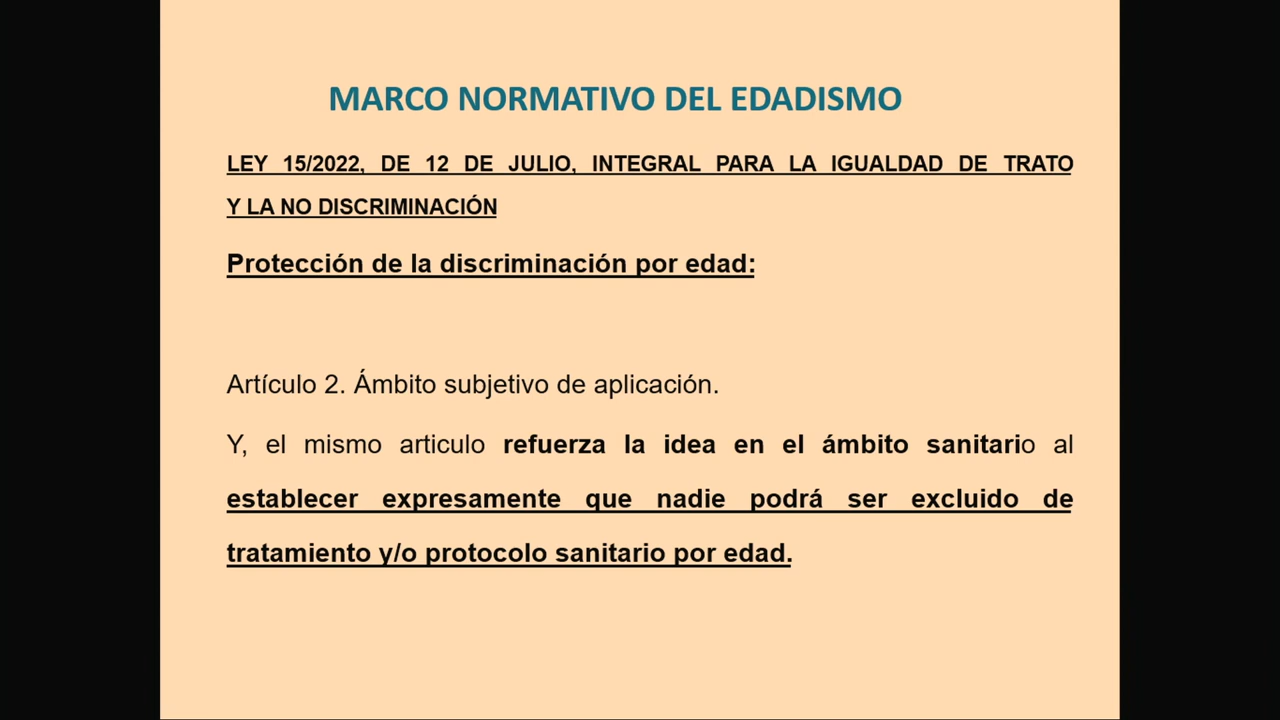 MARCO NORMATIVO DEL EDADISMO
LEY 15/2022, DE 12 DE JULIO, INTEGRAL PARA LA IGUALDAD DE TRATO
Y LA NO DISCRIMINACIÓN
Protección de la discriminación por edad:
Artículo 2. Ámbito subjetivo de aplicación.
Y, el mismo articulo refuerza la idea en el ámbito sanitario al
establecer expresamente que nadie podrá ser excluido de
tratamiento y/o protocolo sanitario por edad.